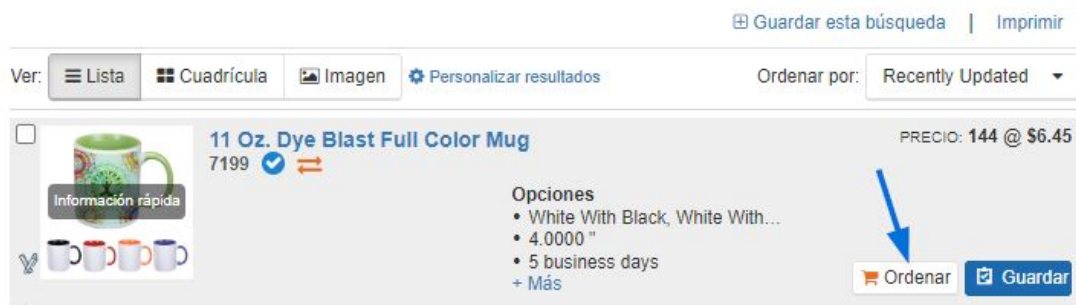 Guardar esta búsqueda | Imprimir
Ver: Lista Cuadrícula Imagen Personalizar resultados Ordenar por: Recently Updated
11 Oz. Dye Blast Full Color Mug PRECIO: 144 @ $6.45
7199
Información rápida
Opciones
• White With Black, White With...
• 4.0000 "
• 5 business days
+ Más
Ordenar Guardar